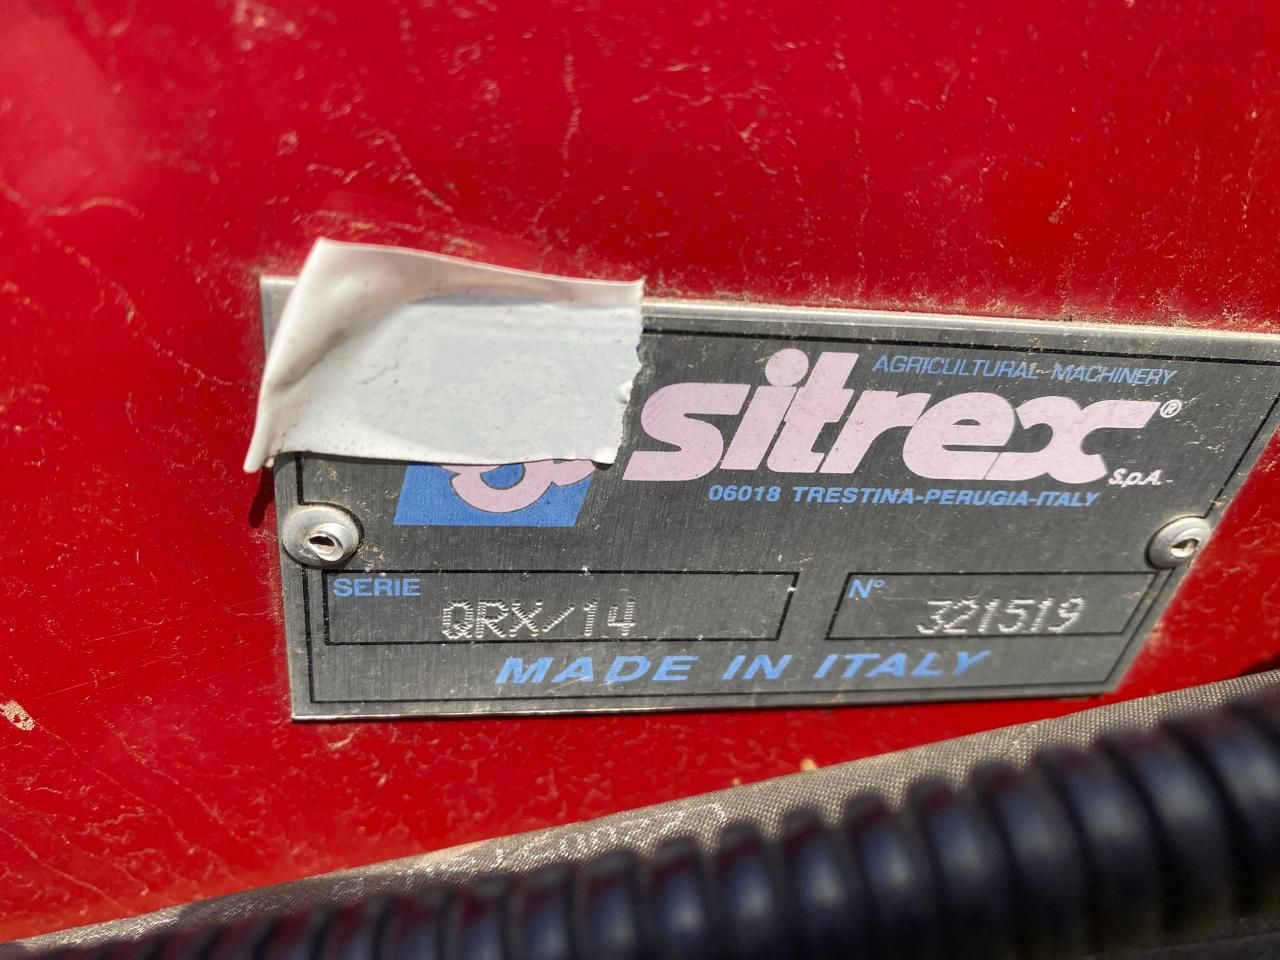 AGRICULTURAL MACHINERY
sitrex® S.p.A.
06018 TRESTINA-PERUGIA-ITALY
SERIE QRX/14
N° 321519
MADE IN ITALY